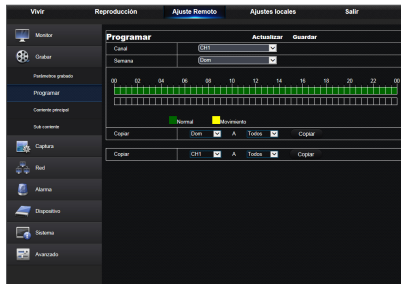 Vivir Reproducción Ajuste Remoto Ajustes locales Salir
Monitor
Grabar
Parámetros grabado
Programar
Corriente principal
Sub corriente
Captura
Red
Alarma
Dispositivo
Sistema
Avanzado
Programar Actualizar Guardar
Canal CH1
Semana Dom
00 02 04 06 08 10 12 14 16 18 20 22 00
Normal Movimiento
Copiar Dom A Todos Copiar
Copiar CH1 A Todos Copiar